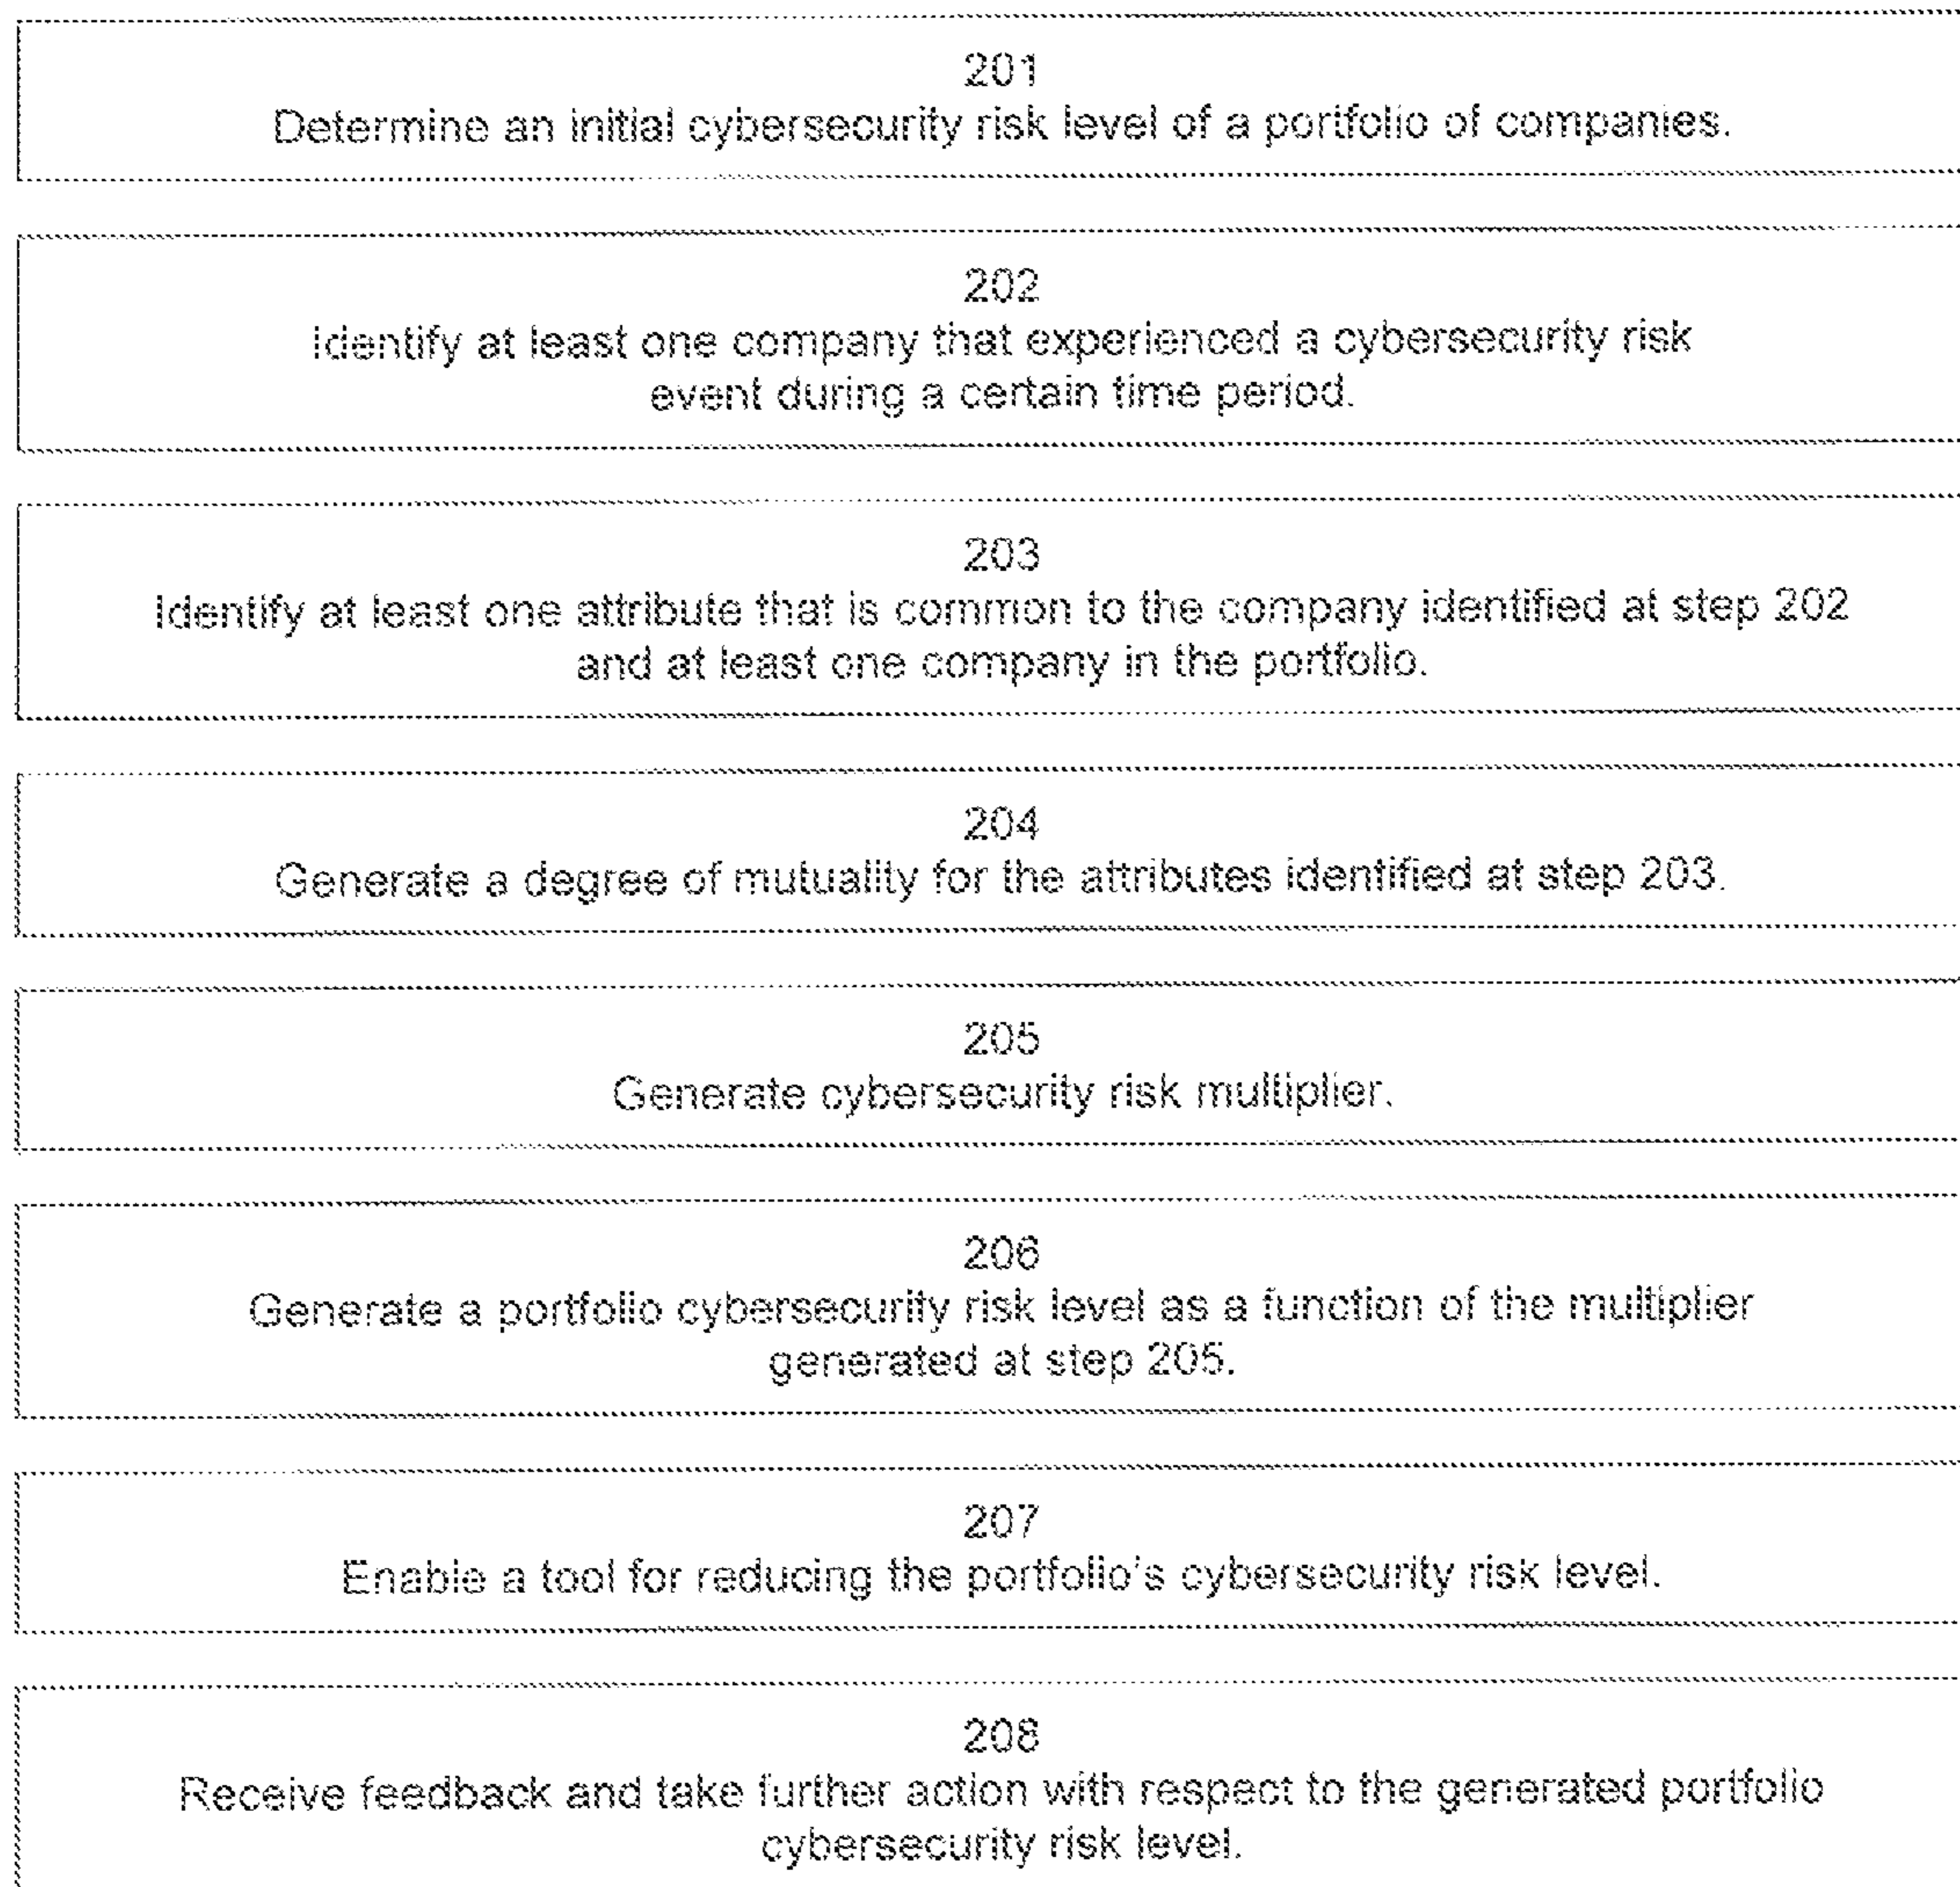 201
Determine an initial cybersecurity risk level of a portfolio of companies.
202
Identify at least one company that experienced a cybersecurity risk
event during a certain time period.
203
Identify at least one attribute that is common to the company identified at step 202
and at least one company in the portfolio.
204
Generate a degree of mutuality for the attributes identified at step 203.
205
Generate cybersecurity risk multiplier.
206
Generate a portfolio cybersecurity risk level as a function of the multiplier
generated at step 205.
207
Enable a tool for reducing the portfolio's cybersecurity risk level.
208
Receive feedback and take further action with respect to the generated portfolio
cybersecurity risk level.